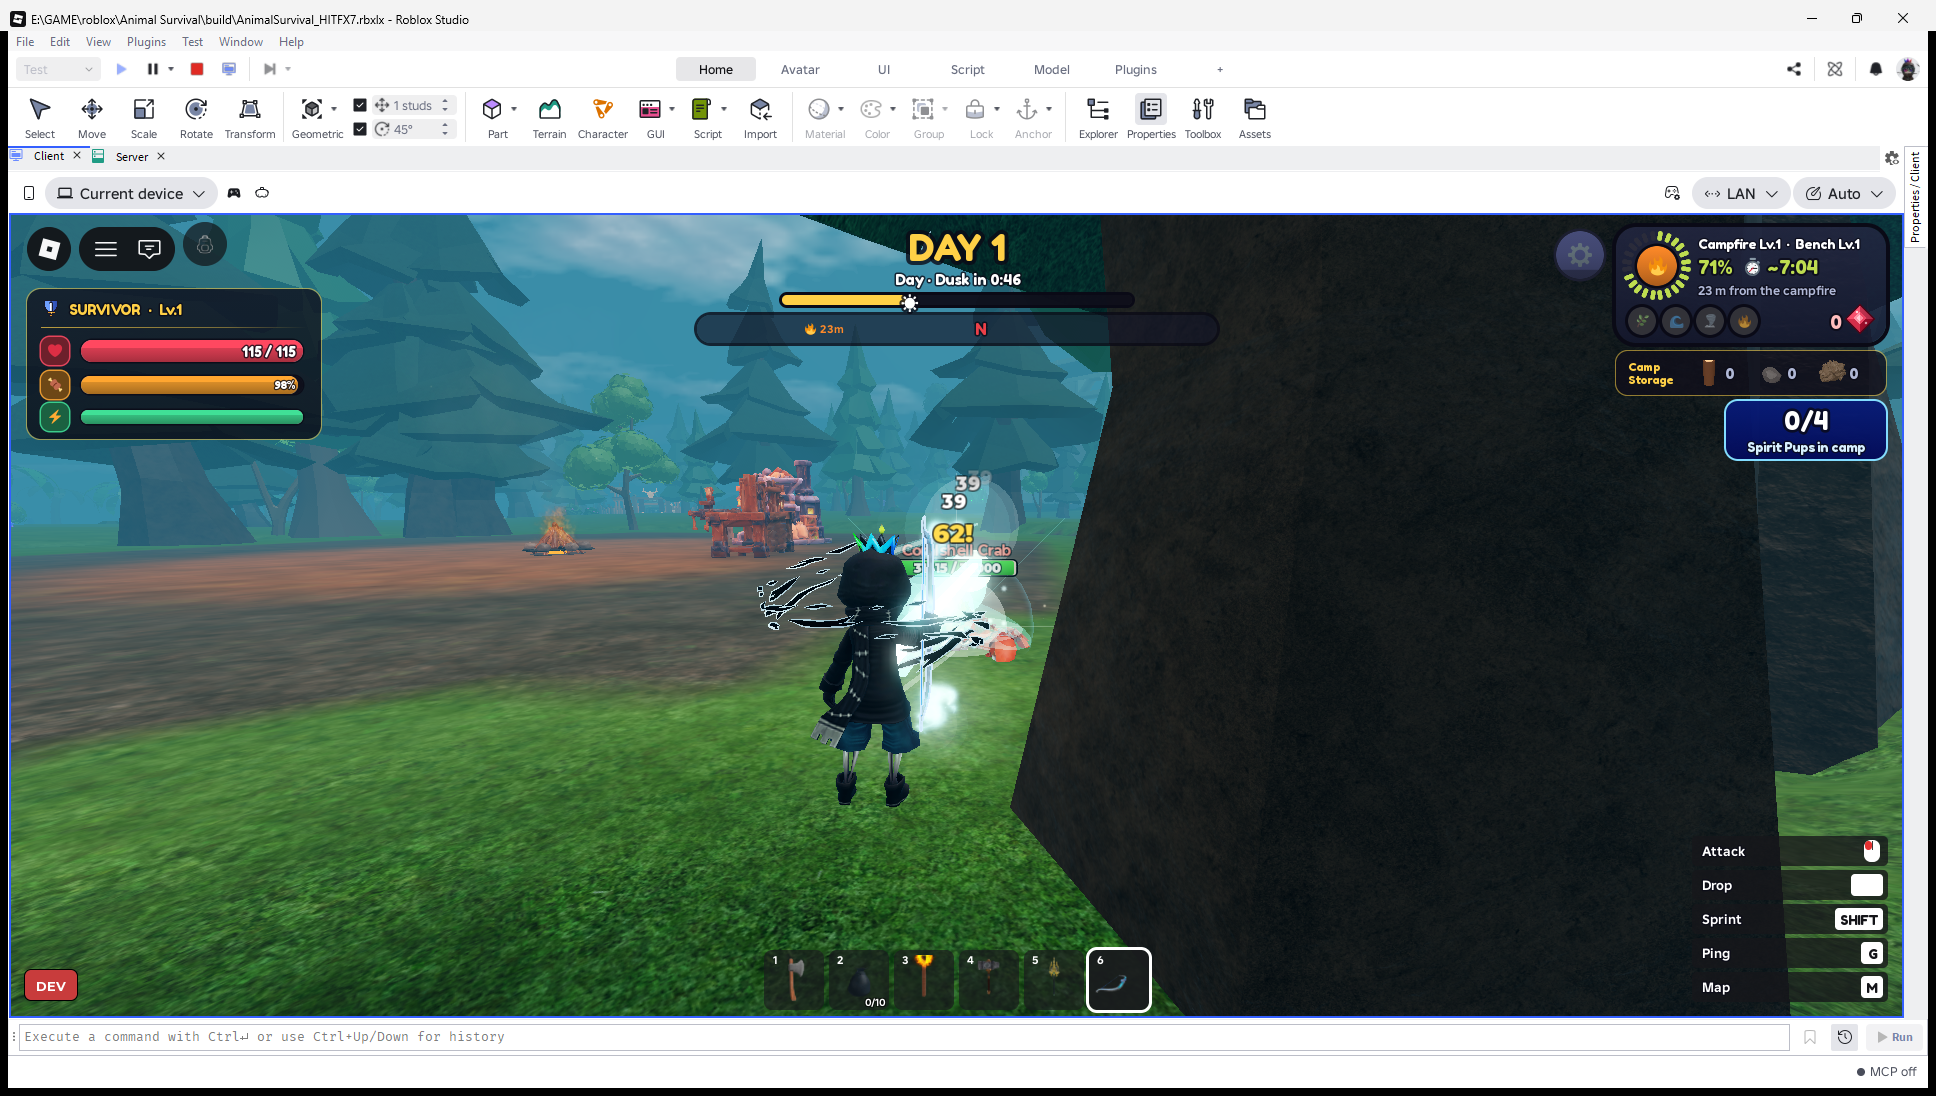 E:\GAME\roblox\Animal Survival\build\AnimalSurvival_HITFX7.rbxlx - Roblox Studio
File Edit View Plugins Test Window Help
Test
Home Avatar UI Script Model Plugins +
1 studs
45°
Select Move Scale Rotate Transform Geometric Part Terrain Character GUI Script Import Material Color Group Lock Anchor Explorer Properties Toolbox Assets
Client Server
Properties / Client
Current device
LAN Auto
DAY 1
Day · Dusk in 0:46
23m N
SURVIVOR · Lv.1
115 / 115
98%
Campfire Lv.1 · Bench Lv.1
71% ~7:04
23 m from the campfire
0
Camp Storage 0 0 0
0/4
Spirit Pups in camp
39
39
62!
Crab
Attack
Drop
Sprint SHIFT
Ping G
Map M
1 2 3 4 5 6
0/10
DEV
Execute a command with Ctrl↵ or use Ctrl+Up/Down for history
Run
MCP off